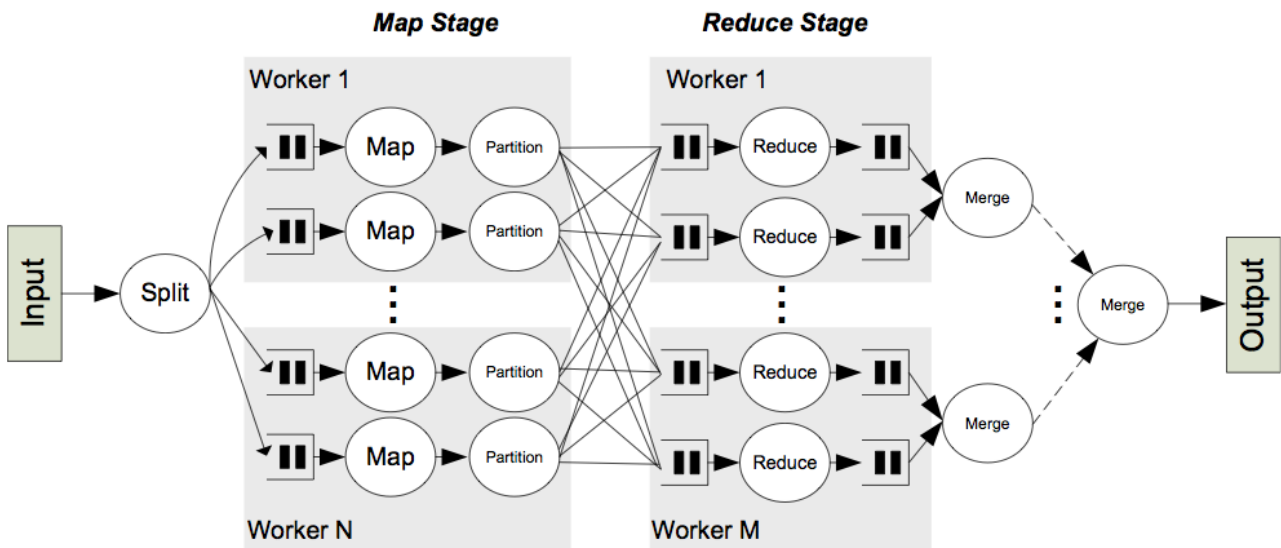 Map Stage
Reduce Stage
Worker 1
Worker 1
Map
Partition
Reduce
Map
Partition
Reduce
Merge
Input
Split
Merge
Output
Map
Partition
Reduce
Map
Partition
Reduce
Merge
Worker N
Worker M